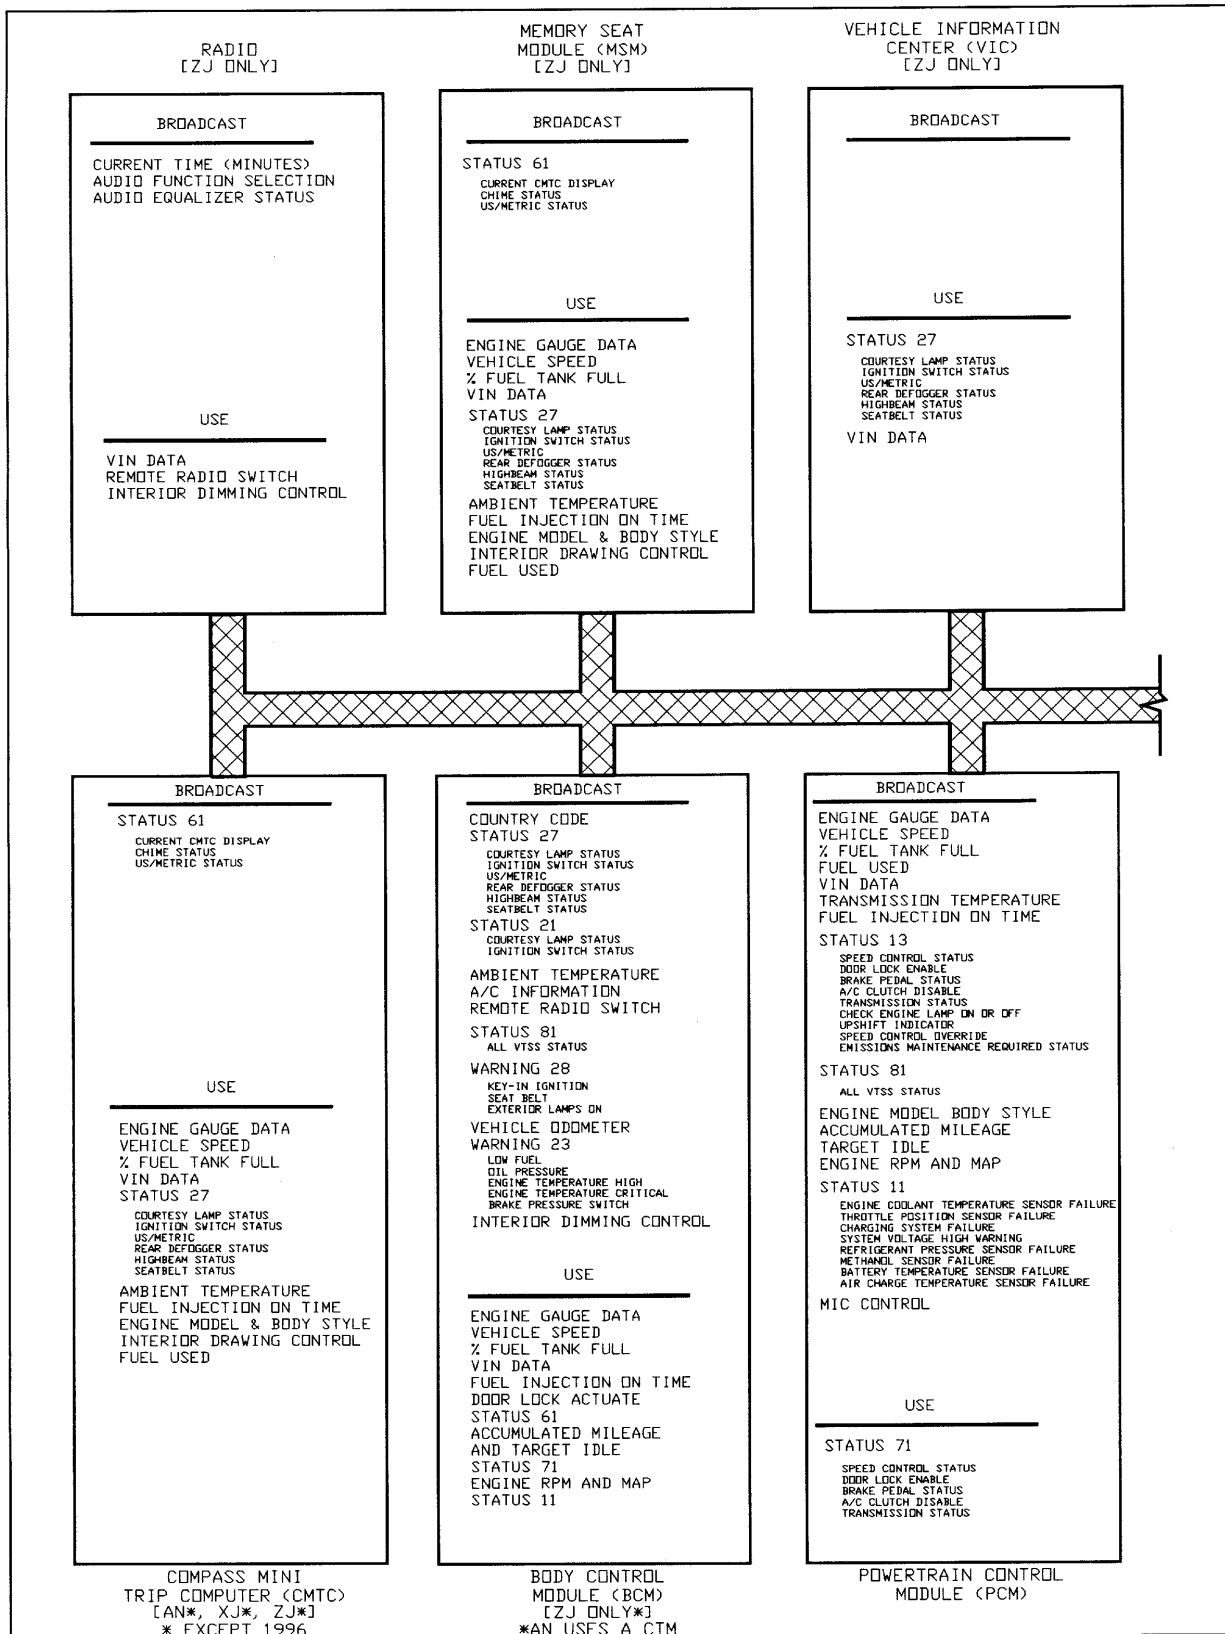 RADIO
[ZJ ONLY]
BROADCAST
CURRENT TIME (MINUTES)
AUDIO FUNCTION SELECTION
AUDIO EQUALIZER STATUS
USE
VIN DATA
REMOTE RADIO SWITCH
INTERIOR DIMMING CONTROL
MEMORY SEAT
MODULE (MSM)
[ZJ ONLY]
BROADCAST
STATUS 61
CURRENT CMTC DISPLAY
CHIME STATUS
US/METRIC STATUS
USE
ENGINE GAUGE DATA
VEHICLE SPEED
% FUEL TANK FULL
VIN DATA
STATUS 27
COURTESY LAMP STATUS
IGNITION SWITCH STATUS
US/METRIC
REAR DEFOGGER STATUS
HIGHBEAM STATUS
SEATBELT STATUS
AMBIENT TEMPERATURE
FUEL INJECTION ON TIME
ENGINE MODEL & BODY STYLE
INTERIOR DRAWING CONTROL
FUEL USED
VEHICLE INFORMATION
CENTER (VIC)
[ZJ ONLY]
BROADCAST
USE
STATUS 27
COURTESY LAMP STATUS
IGNITION SWITCH STATUS
US/METRIC
REAR DEFOGGER STATUS
HIGHBEAM STATUS
SEATBELT STATUS
VIN DATA
BROADCAST
STATUS 61
CURRENT CMTC DISPLAY
CHIME STATUS
US/METRIC STATUS
USE
ENGINE GAUGE DATA
VEHICLE SPEED
% FUEL TANK FULL
VIN DATA
STATUS 27
COURTESY LAMP STATUS
IGNITION SWITCH STATUS
US/METRIC
REAR DEFOGGER STATUS
HIGHBEAM STATUS
SEATBELT STATUS
AMBIENT TEMPERATURE
FUEL INJECTION ON TIME
ENGINE MODEL & BODY STYLE
INTERIOR DRAWING CONTROL
FUEL USED
COMPASS MINI
TRIP COMPUTER (CMTC)
[AN*, XJ*, ZJ*]
* EXCEPT 1996
BROADCAST
COUNTRY CODE
STATUS 27
COURTESY LAMP STATUS
IGNITION SWITCH STATUS
US/METRIC
REAR DEFOGGER STATUS
HIGHBEAM STATUS
SEATBELT STATUS
STATUS 21
COURTESY LAMP STATUS
IGNITION SWITCH STATUS
AMBIENT TEMPERATURE
A/C INFORMATION
REMOTE RADIO SWITCH
STATUS 81
ALL VTSS STATUS
WARNING 28
KEY-IN IGNITION
SEAT BELT
EXTERIOR LAMPS ON
VEHICLE ODOMETER
WARNING 23
LOW FUEL
OIL PRESSURE
ENGINE TEMPERATURE HIGH
ENGINE TEMPERATURE CRITICAL
BRAKE PRESSURE SWITCH
INTERIOR DIMMING CONTROL
USE
ENGINE GAUGE DATA
VEHICLE SPEED
% FUEL TANK FULL
VIN DATA
FUEL INJECTION ON TIME
DOOR LOCK ACTUATE
STATUS 61
ACCUMULATED MILEAGE
AND TARGET IDLE
STATUS 71
ENGINE RPM AND MAP
STATUS 11
BODY CONTROL
MODULE (BCM)
[ZJ ONLY*]
*AN USES A CTM
BROADCAST
ENGINE GAUGE DATA
VEHICLE SPEED
% FUEL TANK FULL
FUEL USED
VIN DATA
TRANSMISSION TEMPERATURE
FUEL INJECTION ON TIME
STATUS 13
SPEED CONTROL STATUS
DOOR LOCK ENABLE
BRAKE PEDAL STATUS
A/C CLUTCH DISABLE
TRANSMISSION STATUS
CHECK ENGINE LAMP ON OR OFF
UPSHIFT INDICATOR
SPEED CONTROL OVERRIDE
EMISSIONS MAINTENANCE REQUIRED STATUS
STATUS 81
ALL VTSS STATUS
ENGINE MODEL BODY STYLE
ACCUMULATED MILEAGE
TARGET IDLE
ENGINE RPM AND MAP
STATUS 11
ENGINE COOLANT TEMPERATURE SENSOR FAILURE
THROTTLE POSITION SENSOR FAILURE
CHARGING SYSTEM FAILURE
SYSTEM VOLTAGE HIGH WARNING
REFRIGERANT PRESSURE SENSOR FAILURE
METHANOL SENSOR FAILURE
BATTERY TEMPERATURE SENSOR FAILURE
AIR CHARGE TEMPERATURE SENSOR FAILURE
MIC CONTROL
USE
STATUS 71
SPEED CONTROL STATUS
DOOR LOCK ENABLE
BRAKE PEDAL STATUS
A/C CLUTCH DISABLE
TRANSMISSION STATUS
POWERTRAIN CONTROL
MODULE (PCM)